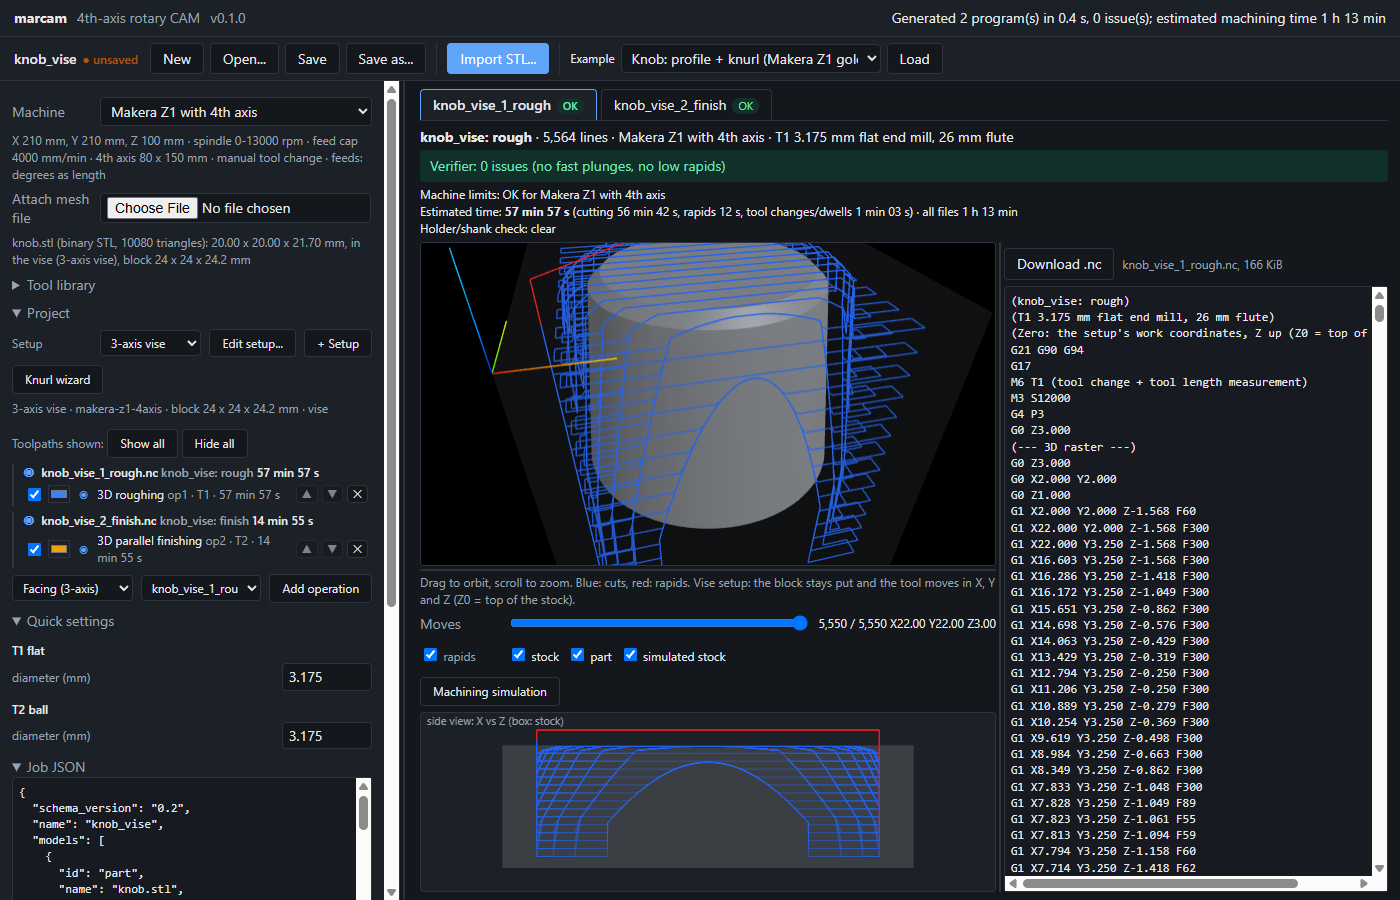 marcam 4th-axis rotary CAM v0.1.0
Generated 2 program(s) in 0.4 s, 0 issue(s); estimated machining time 1 h 13 min
knob_vise ● unsaved New Open... Save Save as... Import STL... Example Knob: profile + knurl (Makera Z1 gol Load
Machine Makera Z1 with 4th axis
X 210 mm, Y 210 mm, Z 100 mm · spindle 0-13000 rpm · feed cap
4000 mm/min · 4th axis 80 x 150 mm · manual tool change · feeds:
degrees as length
Attach mesh
file
Choose File No file chosen
knob.stl (binary STL, 10080 triangles): 20.00 x 20.00 x 21.70 mm, in
the vise (3-axis vise), block 24 x 24 x 24.2 mm
▶ Tool library
▼ Project
Setup 3-axis vise Edit setup... + Setup
Knurl wizard
3-axis vise · makera-z1-4axis · block 24 x 24 x 24.2 mm · vise
Toolpaths shown: Show all Hide all
knob_vise_1_rough.nc knob_vise: rough 57 min 57 s
3D roughing op1 · T1 · 57 min 57 s ▲ ▼ ✕
knob_vise_2_finish.nc knob_vise: finish 14 min 55 s
3D parallel finishing op2 · T2 · 14
min 55 s
▲ ▼ ✕
Facing (3-axis) knob_vise_1_rou Add operation
▼ Quick settings
T1 flat
diameter (mm) 3.175
T2 ball
diameter (mm) 3.175
▼ Job JSON
{
"schema_version": "0.2",
"name": "knob_vise",
"models": [
{
"id": "part",
"name": "knob.stl",
knob_vise_1_rough OK knob_vise_2_finish OK
knob_vise: rough · 5,564 lines · Makera Z1 with 4th axis · T1 3.175 mm flat end mill, 26 mm flute
Verifier: 0 issues (no fast plunges, no low rapids)
Machine limits: OK for Makera Z1 with 4th axis
Estimated time: 57 min 57 s (cutting 56 min 42 s, rapids 12 s, tool changes/dwells 1 min 03 s) · all files 1 h 13 min
Holder/shank check: clear
Drag to orbit, scroll to zoom. Blue: cuts, red: rapids. Vise setup: the block stays put and the tool moves in X, Y
and Z (Z0 = top of the stock).
Moves 5,550 / 5,550 X22.00 Y22.00 Z3.00
rapids stock part simulated stock
Machining simulation
side view: X vs Z (box: stock)
Download .nc knob_vise_1_rough.nc, 166 KiB
(knob_vise: rough)
(T1 3.175 mm flat end mill, 26 mm flute)
(Zero: the setup's work coordinates, Z up (Z0 = top of
G21 G90 G94
G17
M6 T1 (tool change + tool length measurement)
M3 S12000
G4 P3
G0 Z3.000
(--- 3D raster ---)
G0 Z3.000
G0 X2.000 Y2.000
G0 Z1.000
G1 X2.000 Y2.000 Z-1.568 F60
G1 X22.000 Y2.000 Z-1.568 F300
G1 X22.000 Y3.250 Z-1.568 F300
G1 X16.603 Y3.250 Z-1.568 F300
G1 X16.286 Y3.250 Z-1.418 F300
G1 X16.172 Y3.250 Z-1.049 F300
G1 X15.651 Y3.250 Z-0.862 F300
G1 X14.698 Y3.250 Z-0.576 F300
G1 X14.063 Y3.250 Z-0.429 F300
G1 X13.429 Y3.250 Z-0.319 F300
G1 X12.794 Y3.250 Z-0.250 F300
G1 X11.206 Y3.250 Z-0.250 F300
G1 X10.889 Y3.250 Z-0.279 F300
G1 X10.254 Y3.250 Z-0.369 F300
G1 X9.619 Y3.250 Z-0.498 F300
G1 X8.984 Y3.250 Z-0.663 F300
G1 X8.349 Y3.250 Z-0.862 F300
G1 X7.833 Y3.250 Z-1.048 F300
G1 X7.828 Y3.250 Z-1.049 F89
G1 X7.823 Y3.250 Z-1.061 F55
G1 X7.813 Y3.250 Z-1.094 F59
G1 X7.794 Y3.250 Z-1.158 F60
G1 X7.714 Y3.250 Z-1.418 F62